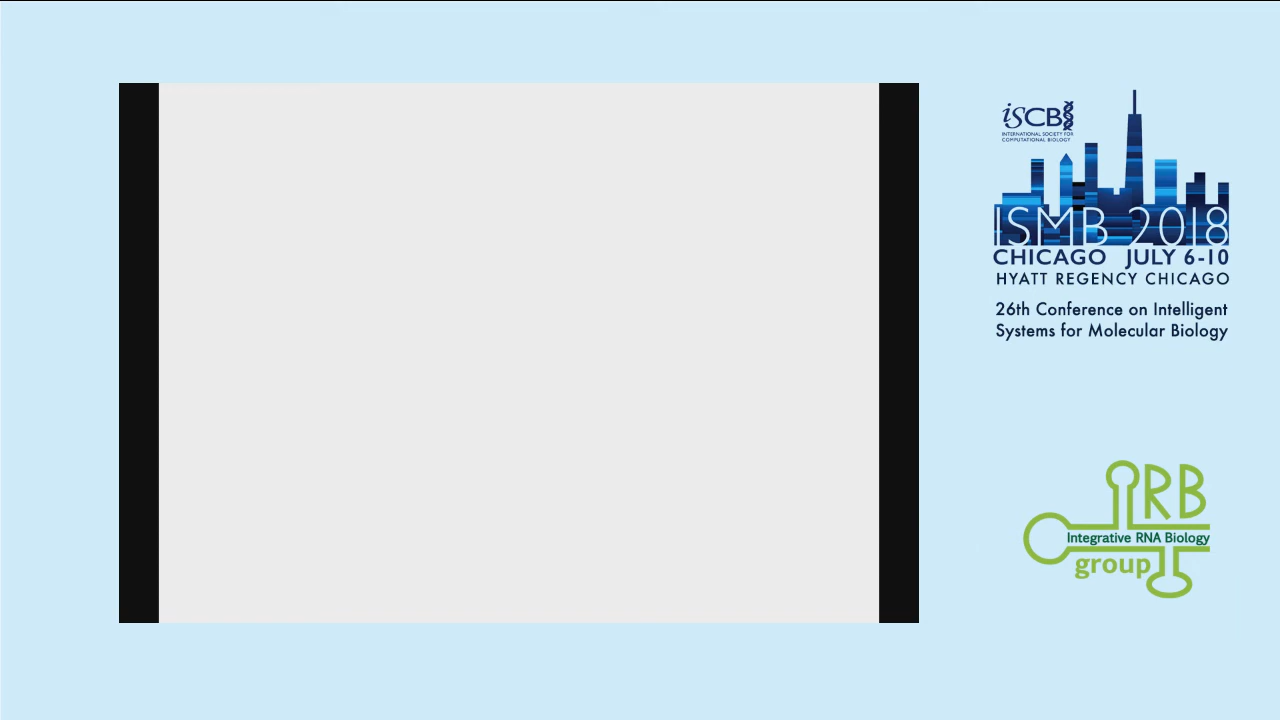 iSCB
INTERNATIONAL SOCIETY FOR
COMPUTATIONAL BIOLOGY
ISMB 2018
CHICAGO JULY 6-10
HYATT REGENCY CHICAGO
26th Conference on Intelligent
Systems for Molecular Biology
IRB
Integrative RNA Biology
group